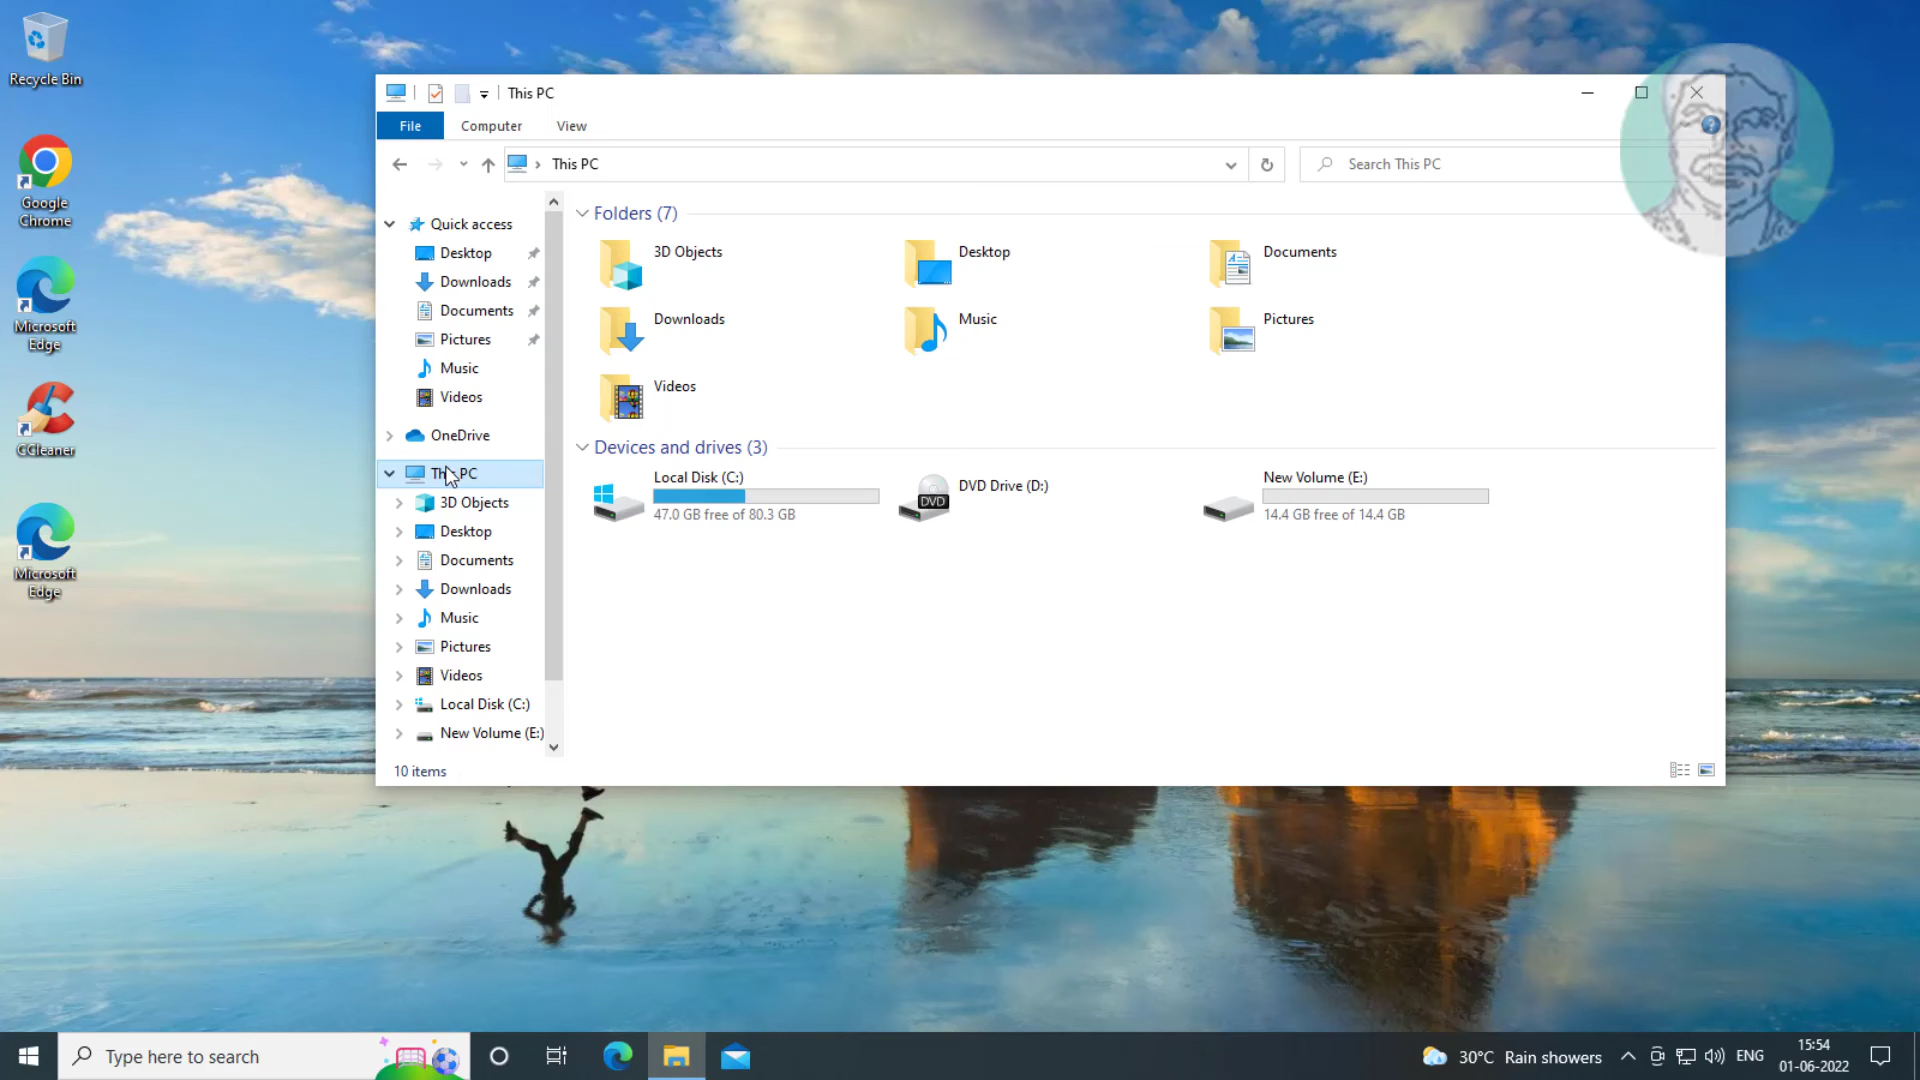 Recycle Bin
Google
Chrome
Microsoft
Edge
CCleaner
Microsoft
Edge
This PC
File
Computer
View
This PC
Search This PC
Quick access
Desktop
Downloads
Documents
Pictures
Music
Videos
OneDrive
This PC
3D Objects
Desktop
Documents
Downloads
Music
Pictures
Videos
Local Disk (C:)
New Volume (E:)
Folders (7)
3D Objects
Desktop
Documents
Downloads
Music
Pictures
Videos
Devices and drives (3)
Local Disk (C:)
47.0 GB free of 80.3 GB
DVD
DVD Drive (D:)
New Volume (E:)
14.4 GB free of 14.4 GB
10 items
Type here to search
30°C Rain showers
ENG
15:54
01-06-2022